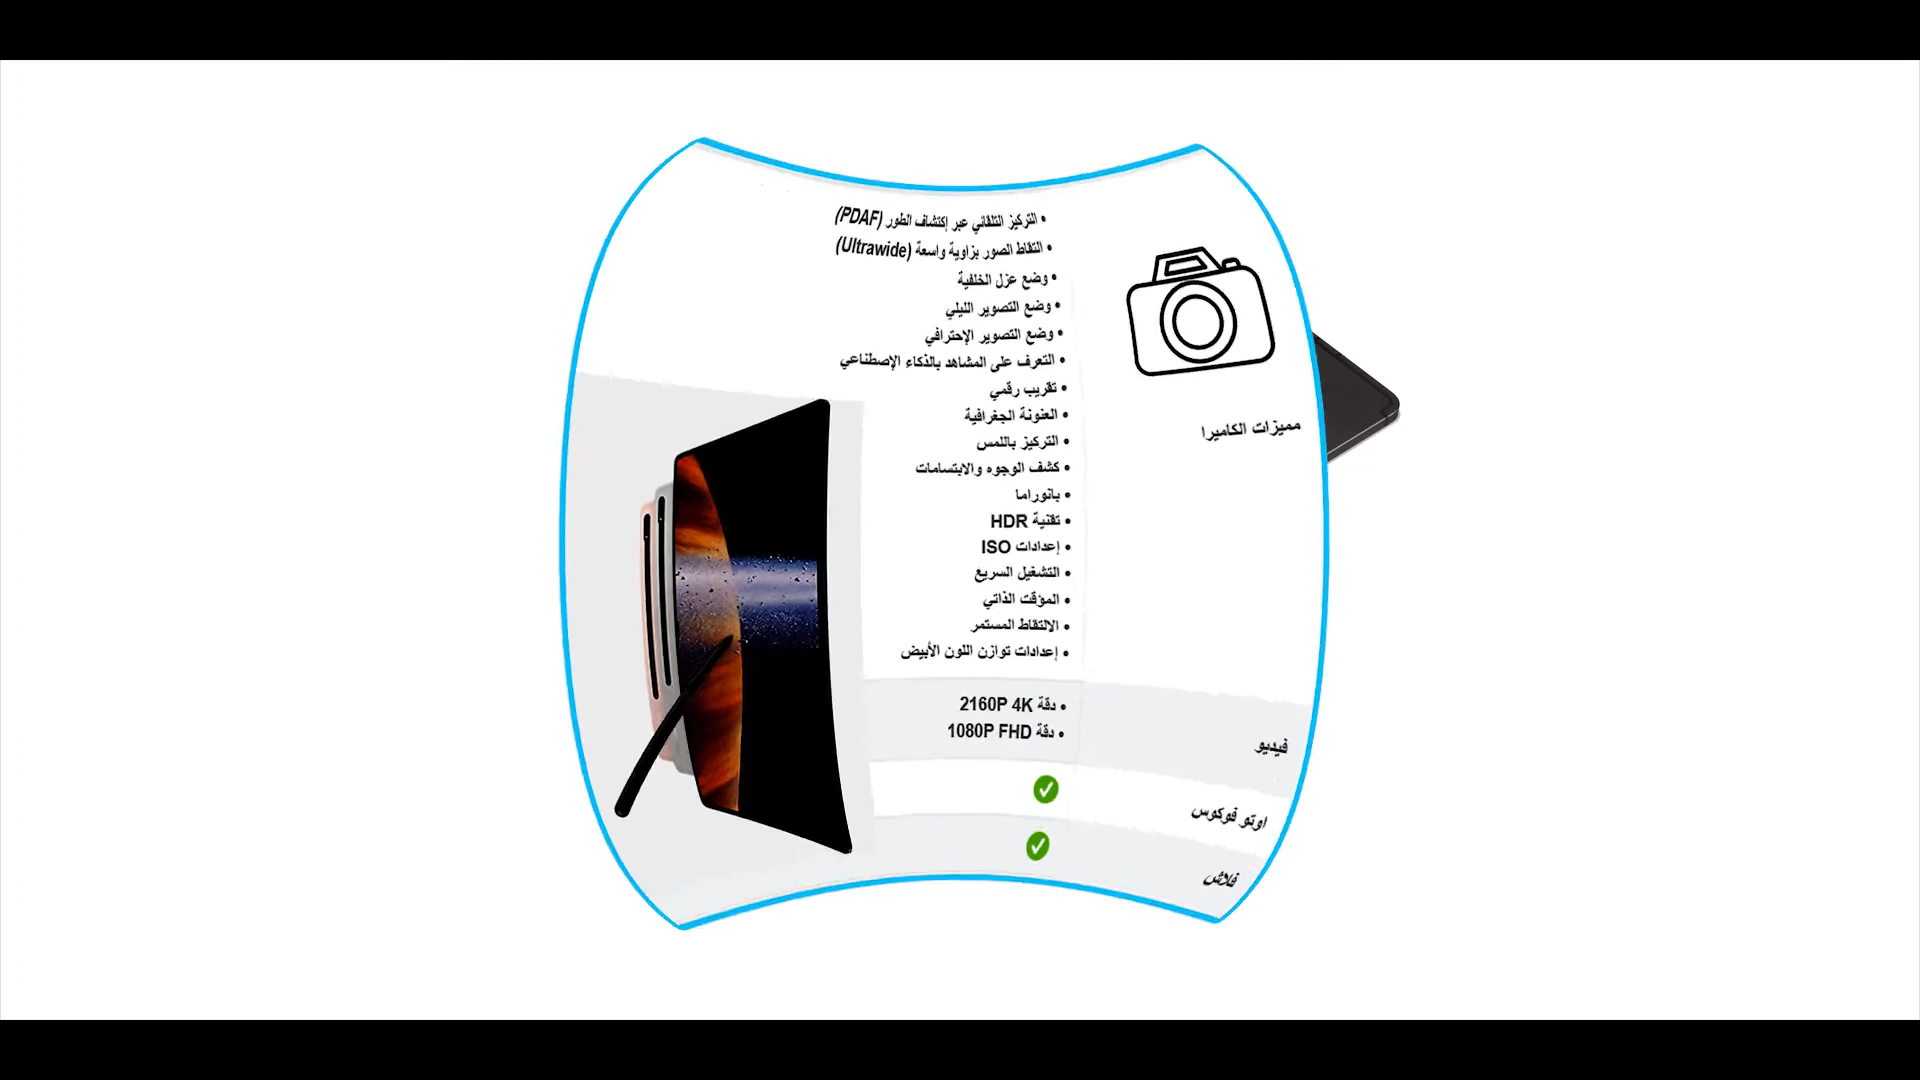 • التركيز التلقائي عبر إكتشاف الطور (PDAF)
• التقاط الصور بزاوية واسعة (Ultrawide)
• وضع عزل الخلفية
• وضع التصوير الليلي
• وضع التصوير الإحترافي
• التعرف على المشاهد بالذكاء الإصطناعي
• تقريب رقمي
• العنونة الجغرافية
• التركيز باللمس
• كشف الوجوه والابتسامات
• بانوراما
• تقنية HDR
• إعدادات ISO
• التشغيل السريع
• المؤقت الذاتي
• الالتقاط المستمر
• إعدادات توازن اللون الأبيض
مميزات الكاميرا
• دقة 2160P 4K
• دقة 1080P FHD
فيديو
اوتو فوكوس
فلاش